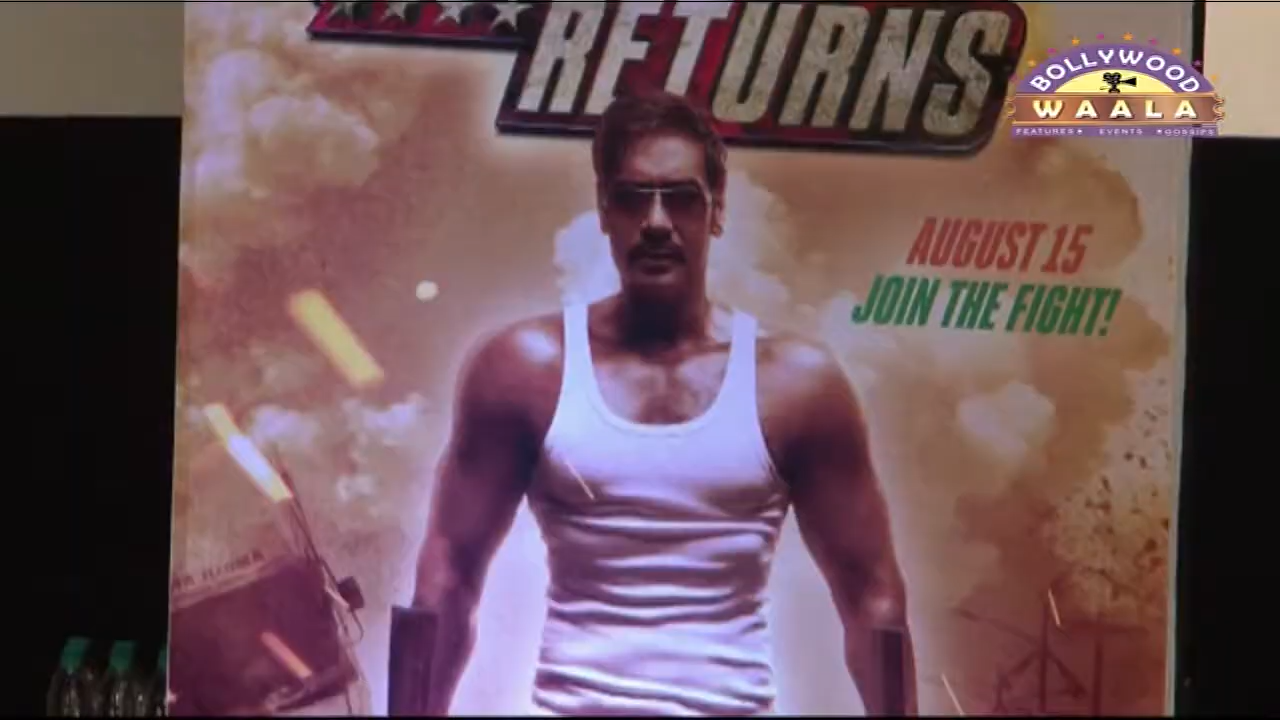 RETURNS
BOLLYWOOD
WAALA
FEATURES★ EVENTS ★GOSSIPS
AUGUST 15
JOIN THE FIGHT!